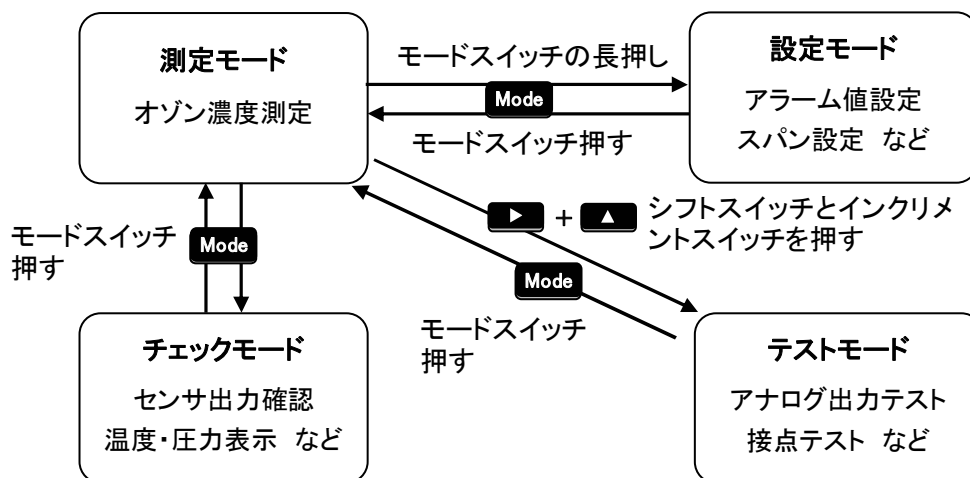 測定モード
オゾン濃度測定
モードスイッチの長押し
Mode
モードスイッチ押す
設定モード
アラーム値設定
スパン設定 など
モードスイッチ
押す
Mode
▶ + ▲ シフトスイッチとインクリメ
ントスイッチを押す
Mode
モードスイッチ
押す
チェックモード
センサ出力確認
温度・圧力表示 など
テストモード
アナログ出力テスト
接点テスト など